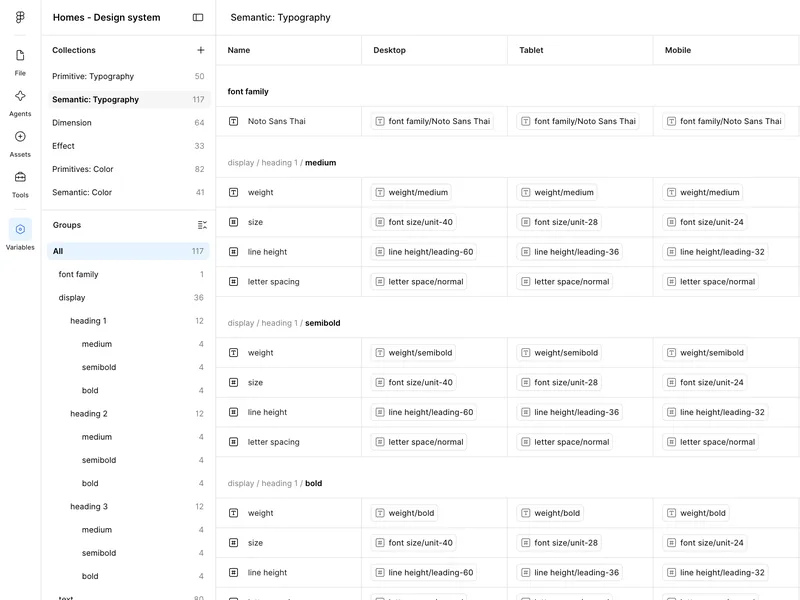 Homes - Design system
File
Agents
Assets
Tools
Variables
Collections
Primitive: Typography 50
Semantic: Typography 117
Dimension 64
Effect 33
Primitives: Color 82
Semantic: Color 41
Groups
All 117
font family 1
display 36
heading 1 12
medium 4
semibold 4
bold 4
heading 2 12
medium 4
semibold 4
bold 4
heading 3 12
medium 4
semibold 4
bold 4
text 80
Semantic: Typography
Name Desktop Tablet Mobile
font family
Noto Sans Thai font family/Noto Sans Thai font family/Noto Sans Thai font family/Noto Sans Thai
display / heading 1 / medium
weight weight/medium weight/medium weight/medium
size font size/unit-40 font size/unit-28 font size/unit-24
line height line height/leading-60 line height/leading-36 line height/leading-32
letter spacing letter space/normal letter space/normal letter space/normal
display / heading 1 / semibold
weight weight/semibold weight/semibold weight/semibold
size font size/unit-40 font size/unit-28 font size/unit-24
line height line height/leading-60 line height/leading-36 line height/leading-32
letter spacing letter space/normal letter space/normal letter space/normal
display / heading 1 / bold
weight weight/bold weight/bold weight/bold
size font size/unit-40 font size/unit-28 font size/unit-24
line height line height/leading-60 line height/leading-36 line height/leading-32